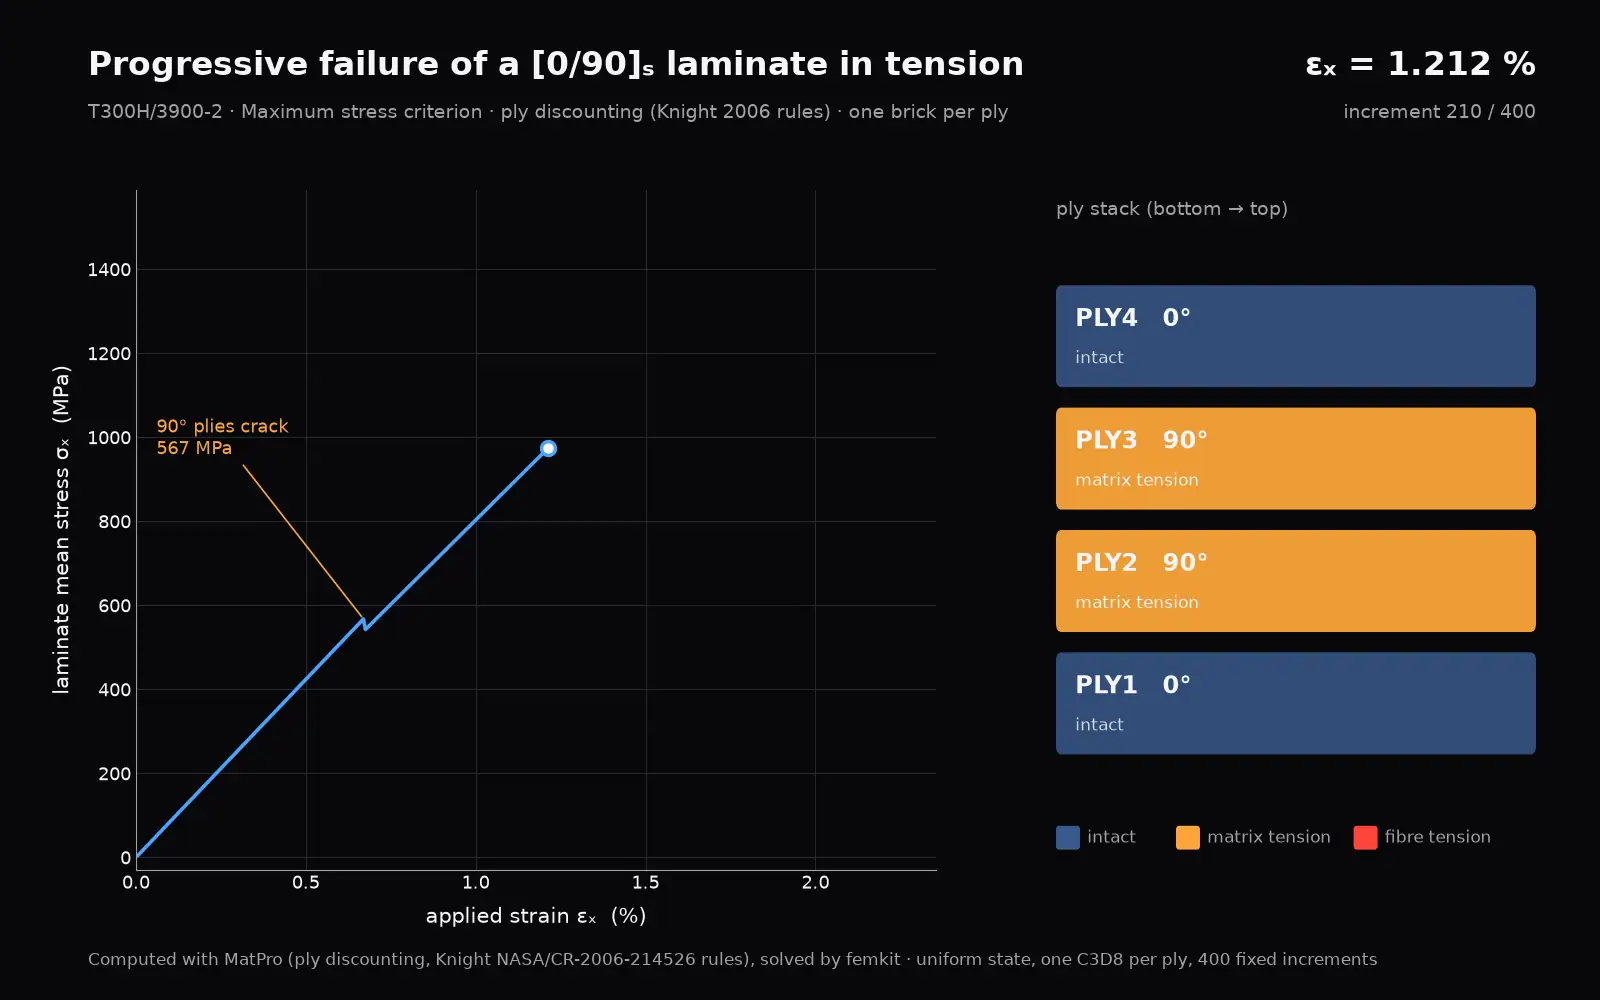 Progressive failure of a [0/90]ₛ laminate in tension
εₓ = 1.212 %
T300H/3900-2 · Maximum stress criterion · ply discounting (Knight 2006 rules) · one brick per ply
increment 210 / 400
ply stack (bottom → top)
1400
1200
1000
800
600
400
200
0
laminate mean stress σₓ (MPa)
90° plies crack
567 MPa
0.0
0.5
1.0
1.5
2.0
applied strain εₓ (%)
PLY4 0°
intact
PLY3 90°
matrix tension
PLY2 90°
matrix tension
PLY1 0°
intact
intact
matrix tension
fibre tension
Computed with MatPro (ply discounting, Knight NASA/CR-2006-214526 rules), solved by femkit · uniform state, one C3D8 per ply, 400 fixed increments